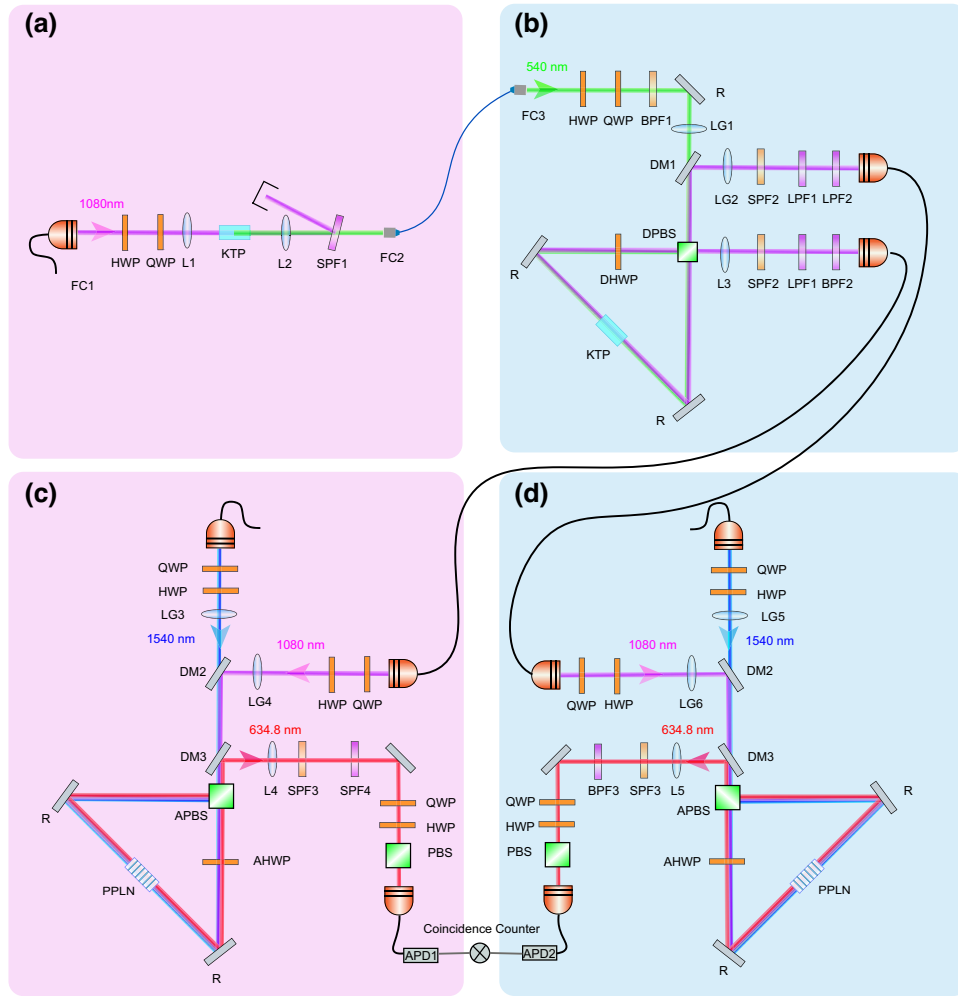 (a)
1080nm
FC1
HWP
QWP
L1
KTP
L2
SPF1
FC2
(b)
540 nm
FC3
HWP
QWP
BPF1
R
LG1
DM1
LG2
SPF2
LPF1
LPF2
DPBS
R
DHWP
L3
SPF2
LPF1
BPF2
KTP
R
(c)
QWP
HWP
LG3
1540 nm
1080 nm
DM2
LG4
HWP
QWP
DM3
634.8 nm
L4
SPF3
SPF4
R
APBS
QWP
HWP
AHWP
PBS
PPLN
R
Coincidence Counter
APD1
(d)
QWP
HWP
LG5
1080 nm
1540 nm
DM2
QWP
HWP
LG6
634.8 nm
DM3
BPF3
SPF3
L5
R
QWP
APBS
HWP
PBS
AHWP
PPLN
APD2
R